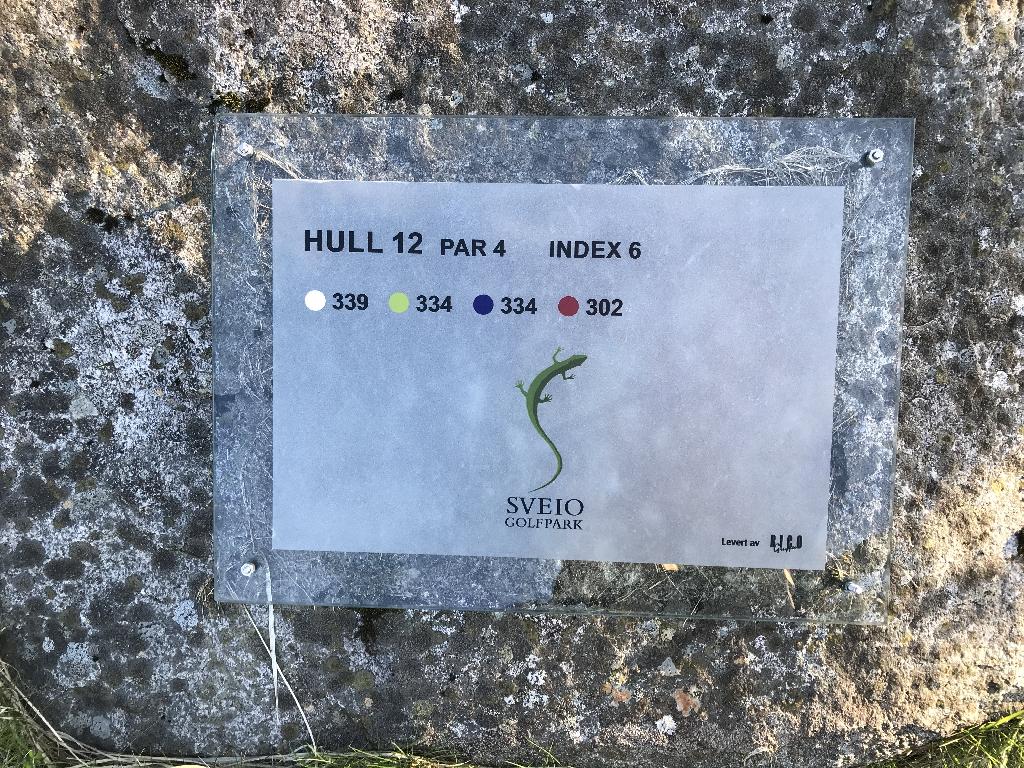 HULL 12 PAR 4 INDEX 6
339 334 334 302
SVEIO
GOLFPARK
Levert av